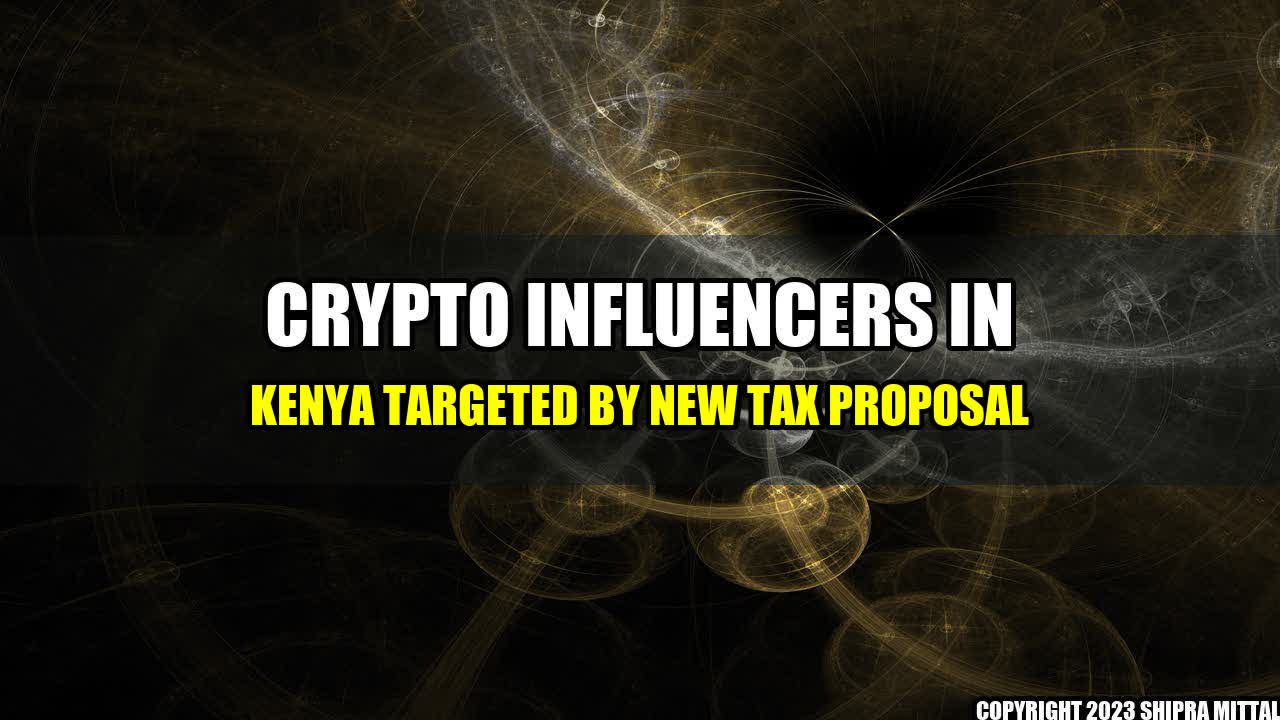 CRYPTO INFLUENCERS IN
KENYA TARGETED BY NEW TAX PROPOSAL
COPYRIGHT 2023 SHIPRA MITTAL